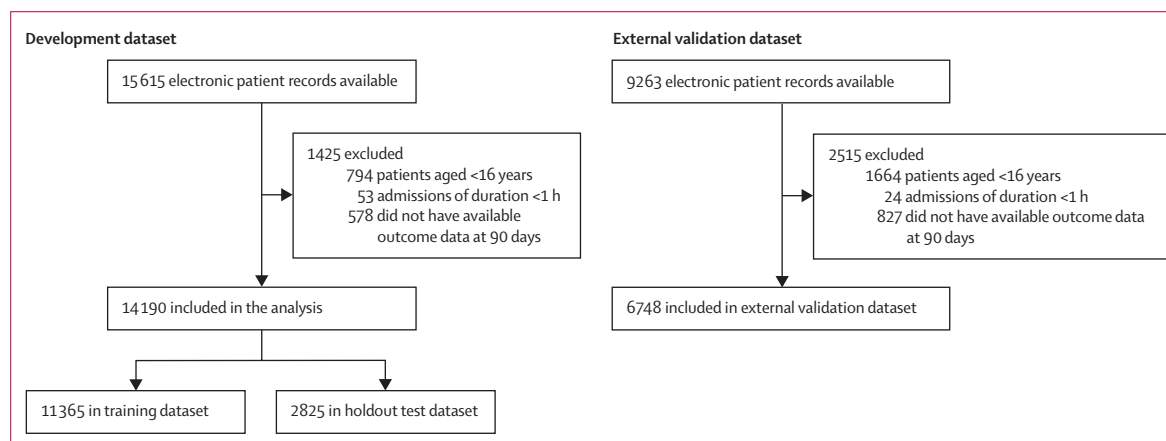 Development dataset
15 615 electronic patient records available
1425 excluded
794 patients aged <16 years
53 admissions of duration <1 h
578 did not have available
outcome data at 90 days
14 190 included in the analysis
11 365 in training dataset
2825 in holdout test dataset
External validation dataset
9263 electronic patient records available
2515 excluded
1664 patients aged <16 years
24 admissions of duration <1 h
827 did not have available outcome data
at 90 days
6748 included in external validation dataset